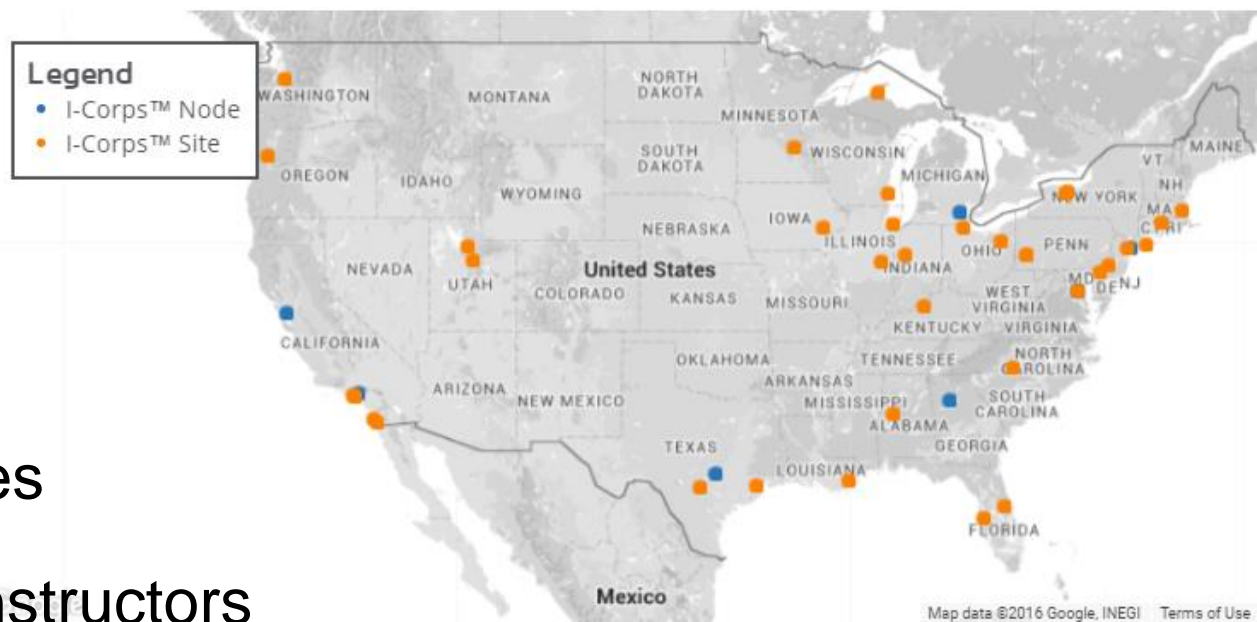 Legend
I-Corps™ Node
I-Corps™ Site
WASHINGTON
MONTANA
NORTH
DAKOTA
MINNESOTA
OREGON
IDAHO
SOUTH
DAKOTA
WISCONSIN
MICHIGAN
VT
MAINE
WYOMING
NH
NEW YORK
NEBRASKA
IOWA
MA
CT RI
ILLINOIS
OHIO
PENN
NEVADA
UTAH
United States
INDIANA
COLORADO
KANSAS
MISSOURI
WEST
VIRGINIA
MD
DE
NJ
KENTUCKY
VIRGINIA
CALIFORNIA
OKLAHOMA
TENNESSEE
NORTH
CAROLINA
ARIZONA
NEW MEXICO
ARKANSAS
MISSISSIPPI
SOUTH
CAROLINA
ALABAMA
TEXAS
GEORGIA
LOUISIANA
es
FLORIDA
nstructors
Mexico
Map data ©2016 Google, INEGI Terms of Use